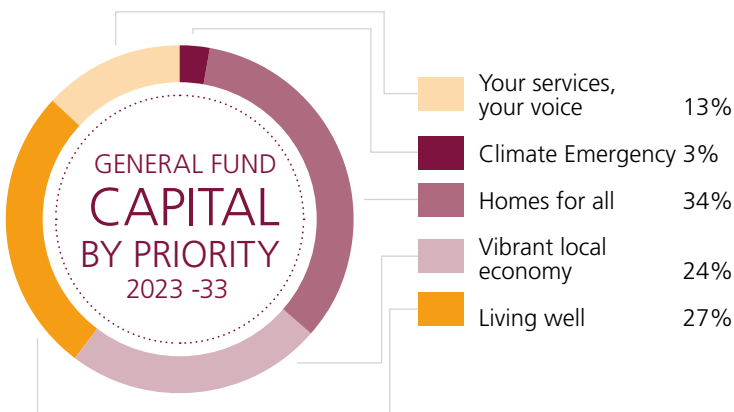 GENERAL FUND
CAPITAL
BY PRIORITY
2023 -33
Your services,
your voice 13%
Climate Emergency 3%
Homes for all 34%
Vibrant local
economy 24%
Living well 27%